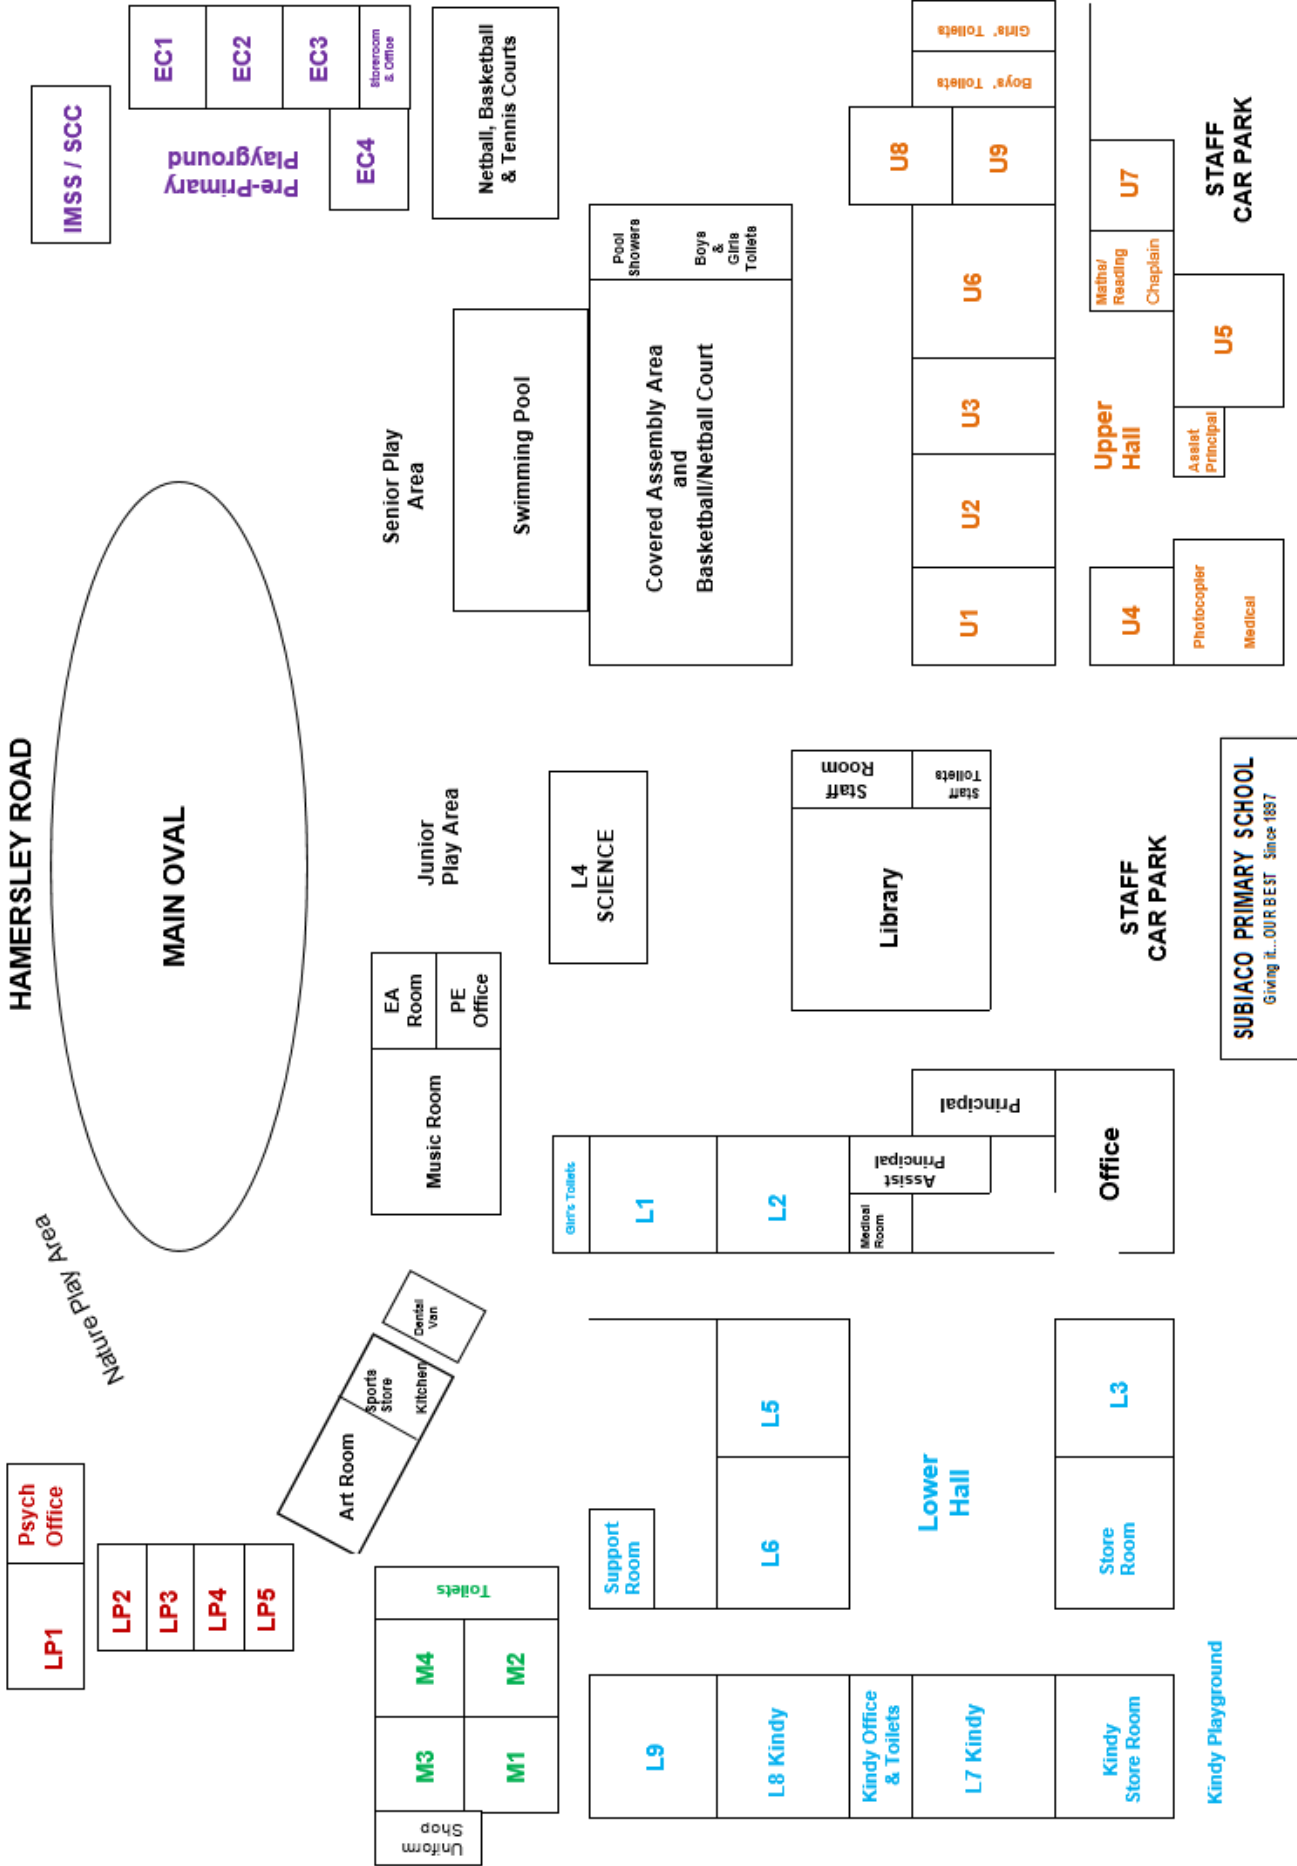 HAMERSLEY ROAD
MAIN OVAL
Nature Play Area
IMSS / SCC
EC1
EC2
EC3
Storeroom
& Office
EC4
Pre-Primary
Playground
Netball, Basketball
& Tennis Courts
Senior Play
Area
Swimming Pool
Pool
Showers
Boys
&
Girls
Toilets
Covered Assembly Area
and
Basketball/Netball Court
Junior
Play Area
EA
Room
PE
Office
Music Room
L4
SCIENCE
Psych
Office
LP1
LP2
LP3
LP4
LP5
Art Room
Sports
Store
Kitchen
Dental
Van
Toilets
M4
M2
M3
M1
Uniform
Shop
Girl's Toilets
L1
L2
Medical
Room
Assist
Principal
Principal
Office
Staff
Room
Staff
Toilets
Library
STAFF
CAR PARK
Girls' Toilets
Boys' Toilets
U8
U9
U6
U3
U2
U1
U7
Maths/
Reading
Chaplain
U5
Upper
Hall
Assist
Principal
U4
Photocopier
Medical
STAFF
CAR PARK
Support
Room
L5
L6
Lower
Hall
L3
Store
Room
L9
L8 Kindy
Kindy Office
& Toilets
L7 Kindy
Kindy
Store Room
Kindy Playground
SUBIACO PRIMARY SCHOOL
Giving it... OUR BEST Since 1897